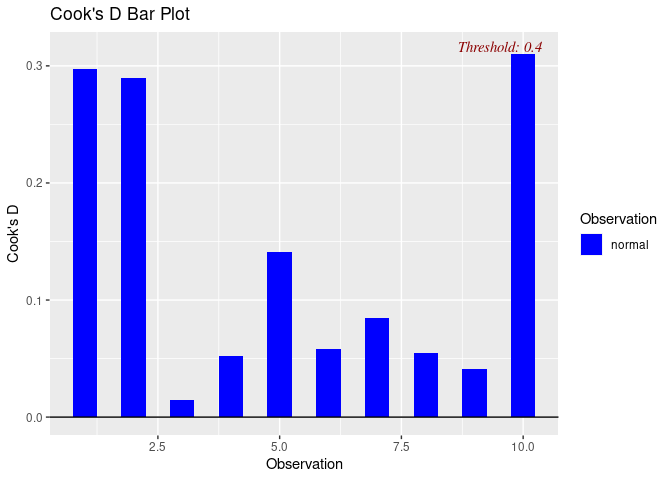 Cook's D Bar Plot
Threshold: 0.4
Cook's D
0.3
0.2
0.1
0.0
2.5
5.0
7.5
10.0
Observation
Observation
normal